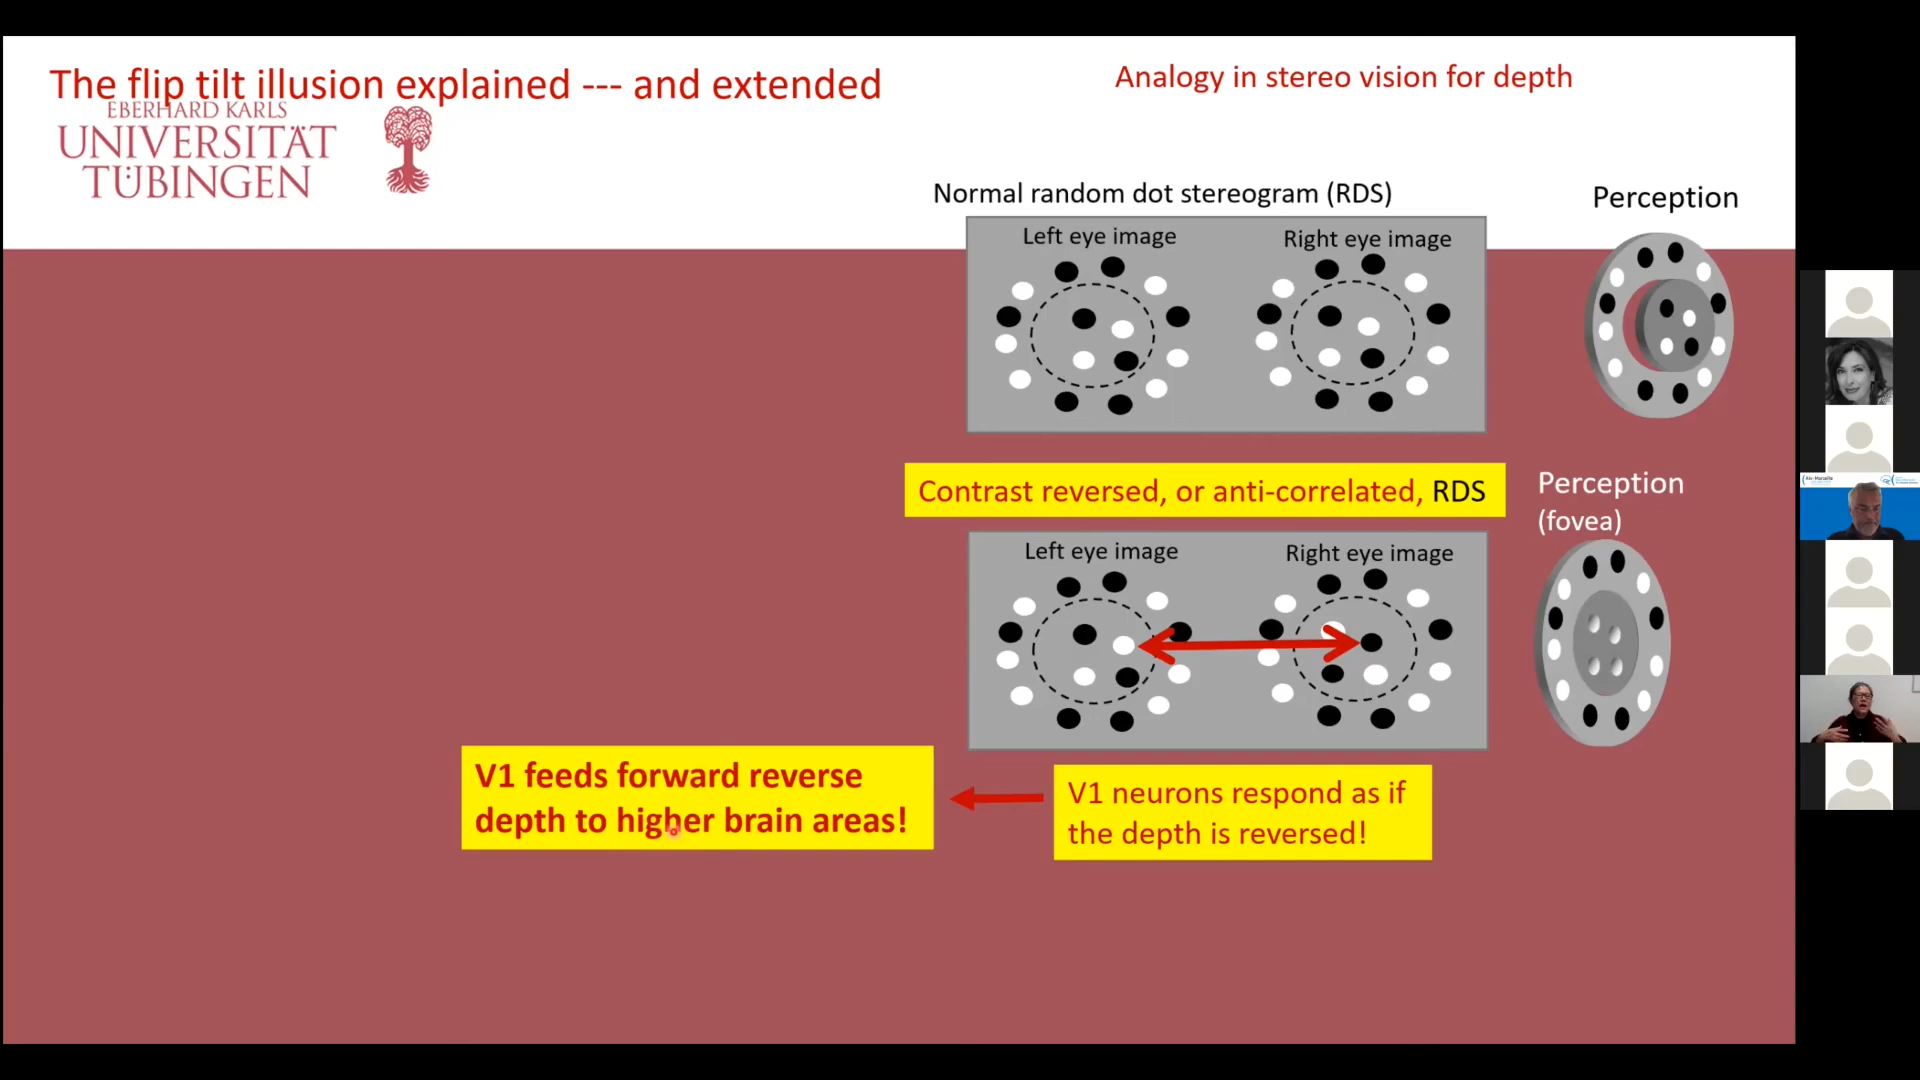 The flip tilt illusion explained --- and extended
Analogy in stereo vision for depth
EBERHARD KARLS
UNIVERSITÄT
TÜBINGEN
Normal random dot stereogram (RDS)
Perception
Left eye image
Right eye image
Contrast reversed, or anti-correlated, RDS
Perception
(fovea)
Left eye image
Right eye image
V1 feeds forward reverse
depth to higher brain areas!
V1 neurons respond as if
the depth is reversed!